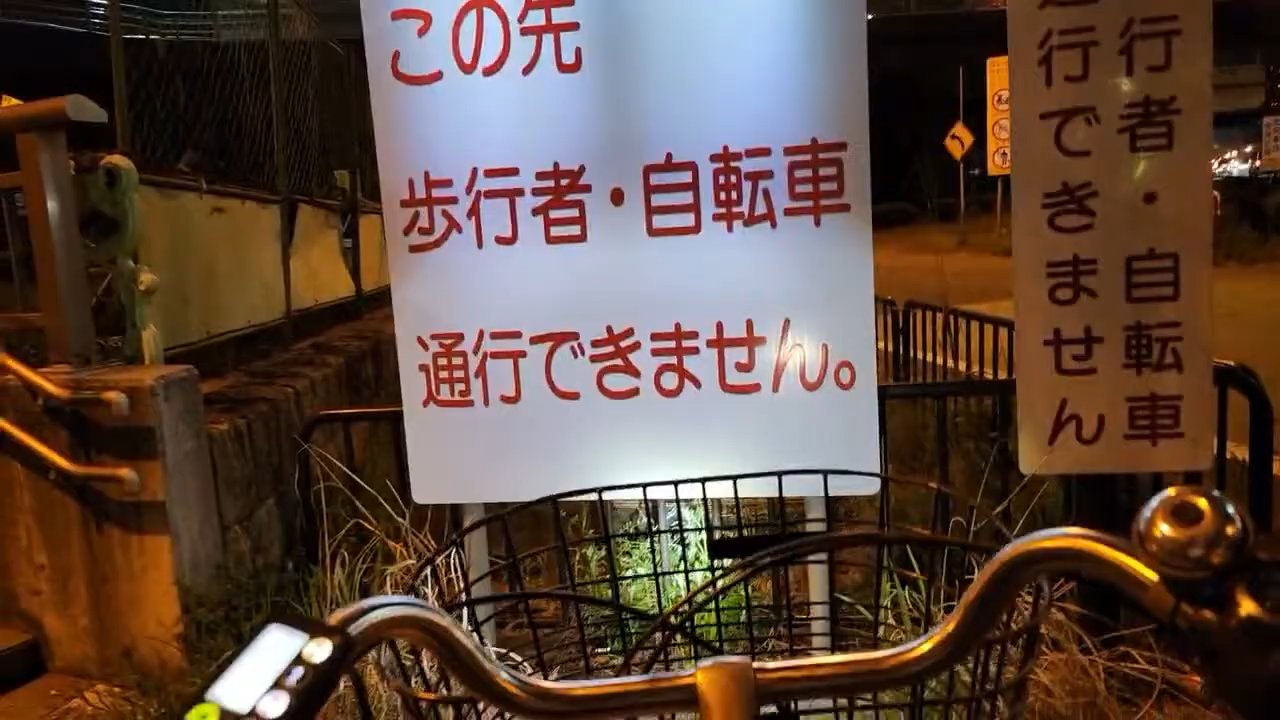 この先
歩行者・自転車
通行できません。
行者・自転車
通行できません